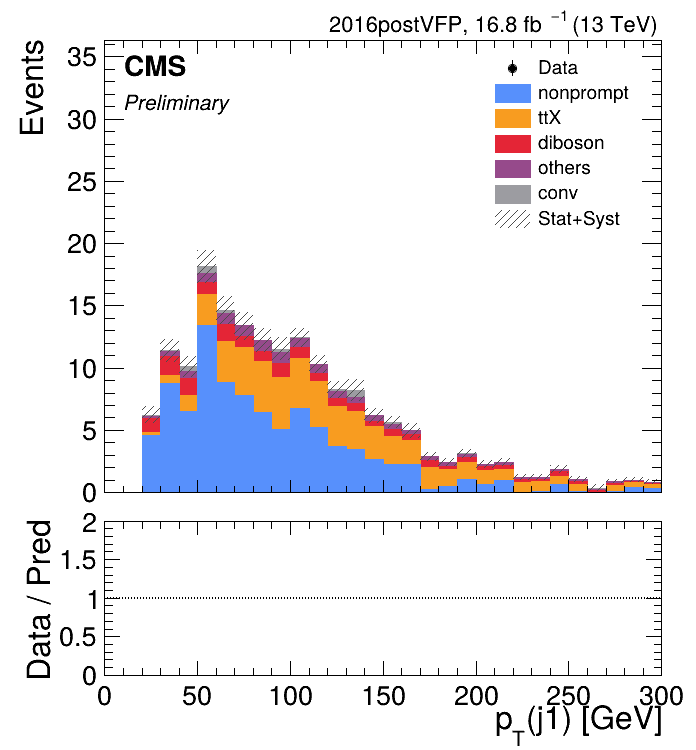 2016postVFP, 16.8 fb⁻¹ (13 TeV)
CMS
Preliminary
Data
nonprompt
ttX
diboson
others
conv
Stat+Syst
Events
35
30
25
20
15
10
5
0
Data / Pred
2
1.5
1
0.5
0
0 50 100 150 200 250 300
p_T(j1) [GeV]